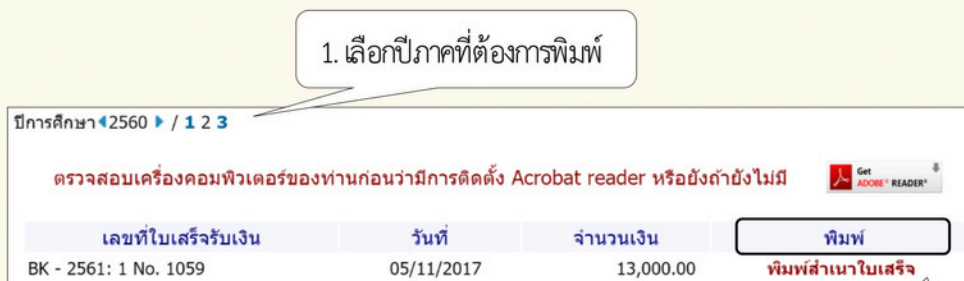 1. เลือกปีภาคที่ต้องการพิมพ์
ปีการศึกษา 2560 / 1 2 3
ตรวจสอบเครื่องคอมพิวเตอร์ของท่านก่อนว่ามีการติดตั้ง Acrobat reader หรือยังถ้ายังไม่มี
Get
ADOBE® READER®
เลขที่ใบเสร็จรับเงิน วันที่ จำนวนเงิน พิมพ์
BK - 2561: 1 No. 1059 05/11/2017 13,000.00 พิมพ์สำเนาใบเสร็จ